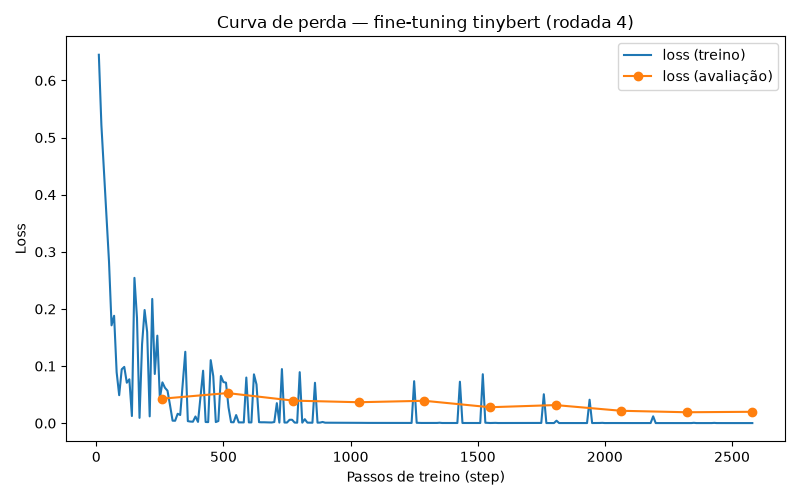 Curva de perda — fine-tuning tinybert (rodada 4)
loss (treino)
loss (avaliação)
Loss
0.6
0.5
0.4
0.3
0.2
0.1
0.0
0
500
1000
1500
2000
2500
Passos de treino (step)